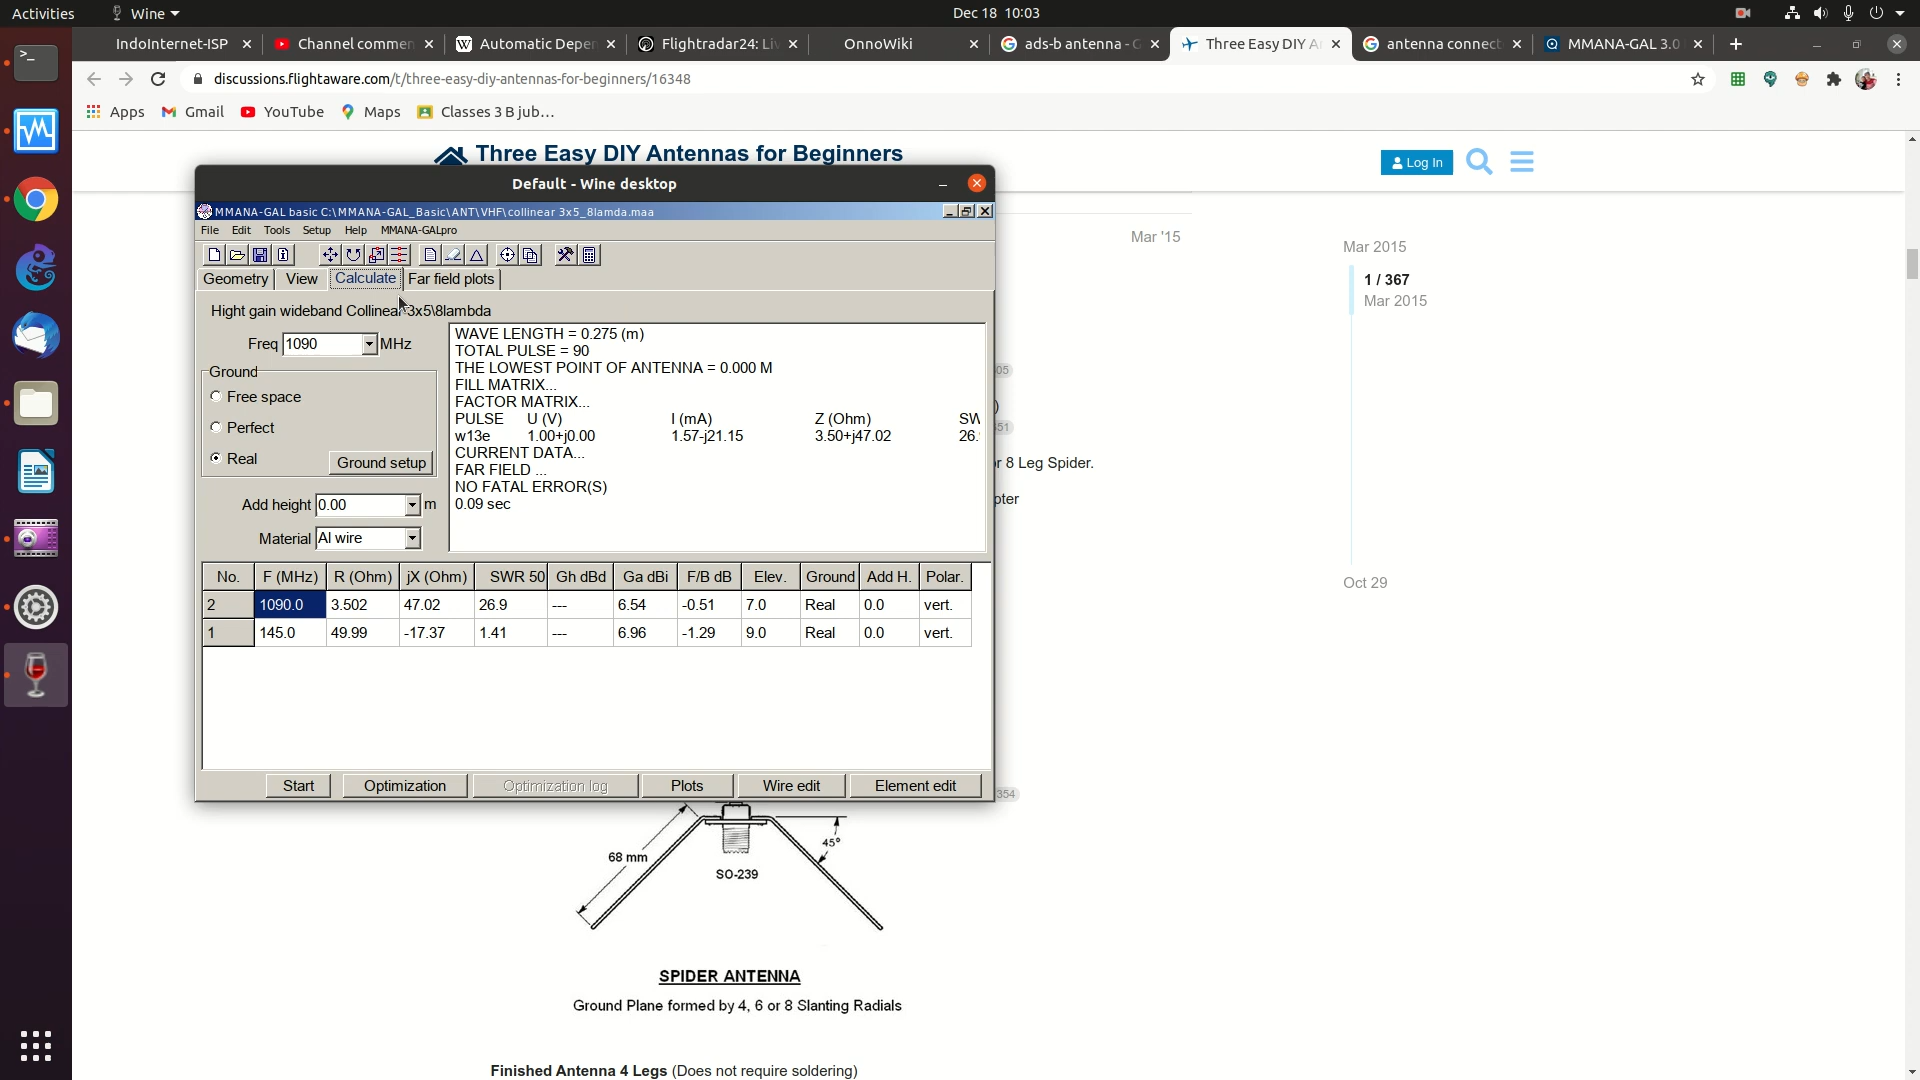 Activities
Wine
Dec 18 10:03
IndoInternet-ISP
Channel commen
Automatic Depen
Flightradar24: Li
OnnoWiki
ads-b antenna - G
Three Easy DIY A
antenna connect
MMANA-GAL 3.0
discussions.flightaware.com/t/three-easy-diy-antennas-for-beginners/16348
Apps
Gmail
YouTube
Maps
Classes 3 B jub...
Three Easy DIY Antennas for Beginners
Log In
Default - Wine desktop
MMANA-GAL basic C:\MMANA-GAL_Basic\ANT\VHF\collinear 3x5_8lamda.maa
File Edit Tools Setup Help MMANA-GALpro
Geometry View Calculate Far field plots
Hight gain wideband Collinear 3x5\8lambda
Freq 1090 MHz
Ground
Free space
Perfect
Real
Ground setup
Add height 0.00 m
Material Al wire
WAVE LENGTH = 0.275 (m)
TOTAL PULSE = 90
THE LOWEST POINT OF ANTENNA = 0.000 M
FILL MATRIX...
FACTOR MATRIX...
PULSE U (V) I (mA) Z (Ohm) SW
w13e 1.00+j0.00 1.57-j21.15 3.50+j47.02 26.
CURRENT DATA...
FAR FIELD ...
NO FATAL ERROR(S)
0.09 sec
No. F (MHz) R (Ohm) jX (Ohm) SWR 50 Gh dBd Ga dBi F/B dB Elev. Ground Add H. Polar.
2 1090.0 3.502 47.02 26.9 --- 6.54 -0.51 7.0 Real 0.0 vert.
1 145.0 49.99 -17.37 1.41 --- 6.96 -1.29 9.0 Real 0.0 vert.
Start
Optimization
Optimization log
Plots
Wire edit
Element edit
Mar '15
05
)
51
r 8 Leg Spider.
pter
354
Mar 2015
1 / 367
Mar 2015
Oct 29
68 mm
45°
SO-239
SPIDER ANTENNA
Ground Plane formed by 4, 6 or 8 Slanting Radials
Finished Antenna 4 Legs (Does not require soldering)